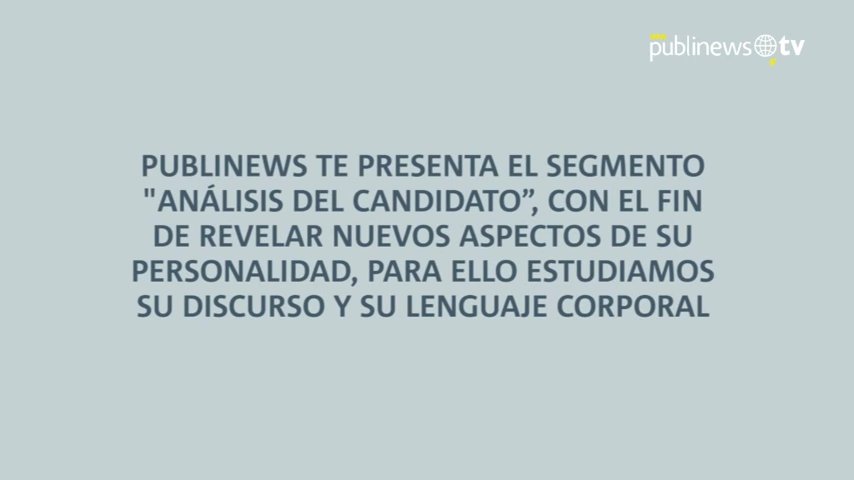 publinews tv
PUBLINEWS TE PRESENTA EL SEGMENTO
"ANÁLISIS DEL CANDIDATO”, CON EL FIN
DE REVELAR NUEVOS ASPECTOS DE SU
PERSONALIDAD, PARA ELLO ESTUDIAMOS
SU DISCURSO Y SU LENGUAJE CORPORAL